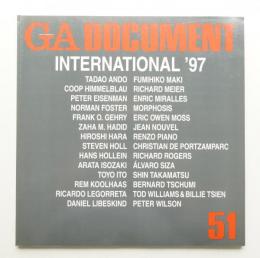 GA DOCUMENT
INTERNATIONAL '97
TADAO ANDO FUMIHIKO MAKI
COOP HIMMELBLAU RICHARD MEIER
PETER EISENMAN ENRIC MIRALLES
NORMAN FOSTER MORPHOSIS
FRANK O. GEHRY ERIC OWEN MOSS
ZAHA M. HADID JEAN NOUVEL
HIROSHI HARA RENZO PIANO
STEVEN HOLL CHRISTIAN DE PORTZAMPARC
HANS HOLLEIN RICHARD ROGERS
ARATA ISOZAKI ÁLVARO SIZA
TOYO ITO SHIN TAKAMATSU
REM KOOLHAAS BERNARD TSCHUMI
RICARDO LEGORRETA TOD WILLIAMS & BILLIE TSIEN
DANIEL LIBESKIND PETER WILSON
51